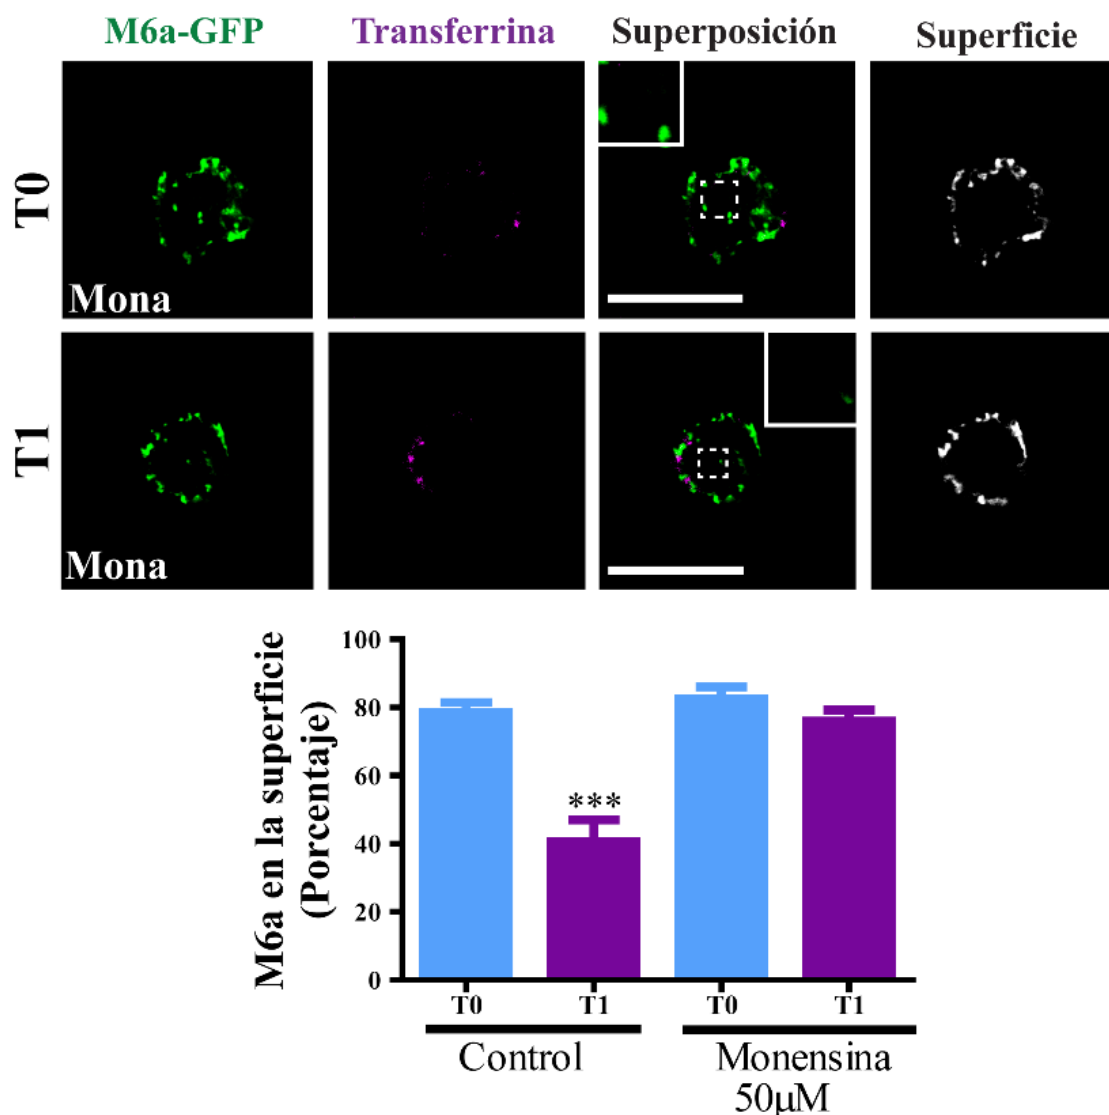 M6a-GFP Transferrina Superposición Superficie
T0
Mona
T1
Mona
M6a en la superficie
(Porcentaje)
100
80
60
40
20
0
***
T0 T1 T0 T1
Control Monensina
50µM